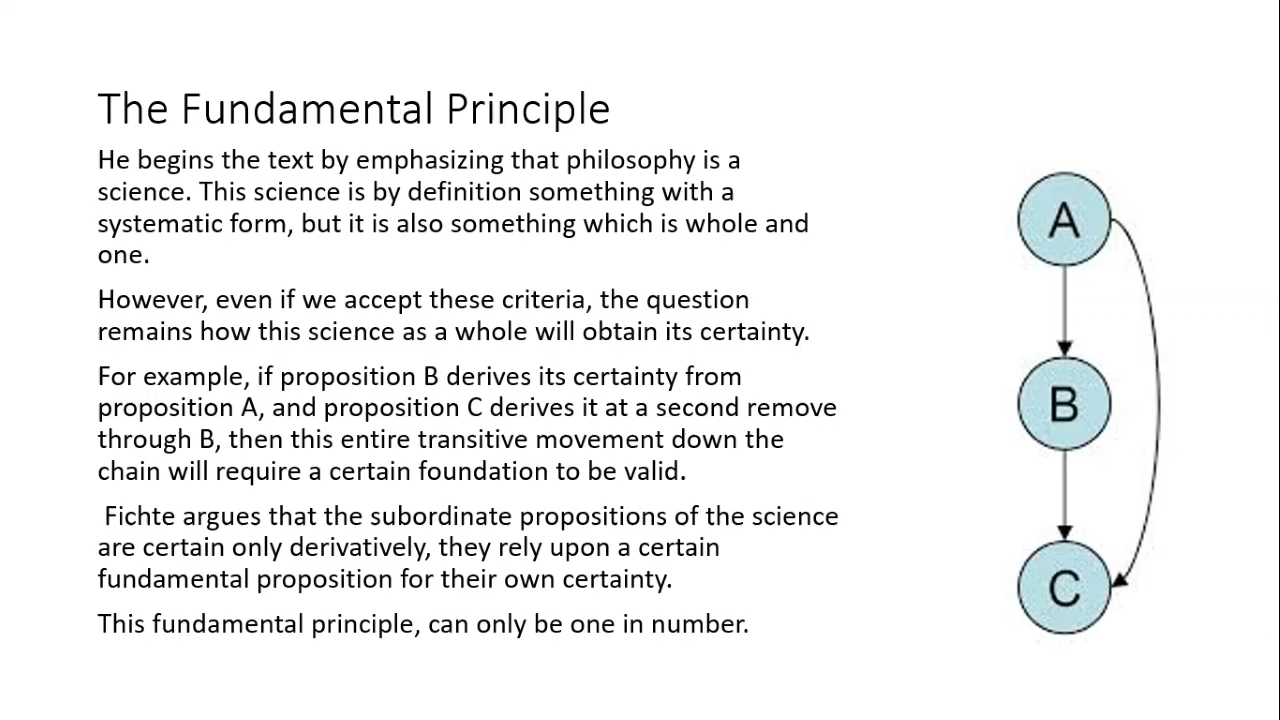 The Fundamental Principle
He begins the text by emphasizing that philosophy is a
science. This science is by definition something with a
systematic form, but it is also something which is whole and
one.
However, even if we accept these criteria, the question
remains how this science as a whole will obtain its certainty.
For example, if proposition B derives its certainty from
proposition A, and proposition C derives it at a second remove
through B, then this entire transitive movement down the
chain will require a certain foundation to be valid.
Fichte argues that the subordinate propositions of the science
are certain only derivatively, they rely upon a certain
fundamental proposition for their own certainty.
This fundamental principle, can only be one in number.
A
B
C